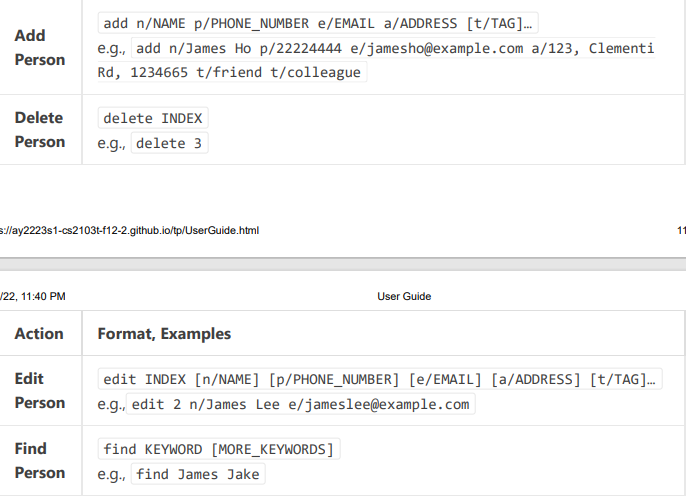 Add Person
add n/NAME p/PHONE_NUMBER e/EMAIL a/ADDRESS [t/TAG]…
e.g., add n/James Ho p/22224444 e/jamesho@example.com a/123, Clementi
Rd, 1234665 t/friend t/colleague
Delete Person
delete INDEX
e.g., delete 3
s://ay2223s1-cs2103t-f12-2.github.io/tp/UserGuide.html
11
/22, 11:40 PM
User Guide
Action
Format, Examples
Edit Person
edit INDEX [n/NAME] [p/PHONE_NUMBER] [e/EMAIL] [a/ADDRESS] [t/TAG]…
e.g., edit 2 n/James Lee e/jameslee@example.com
Find Person
find KEYWORD [MORE_KEYWORDS]
e.g., find James Jake